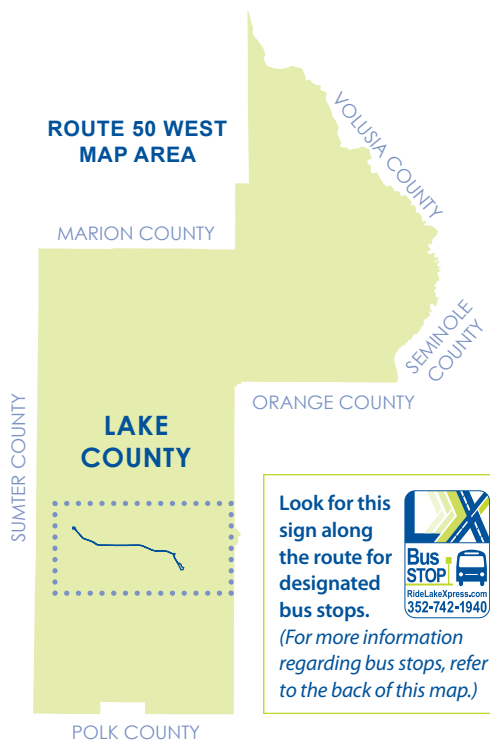 ROUTE 50 WEST
MAP AREA
VOLUSIA COUNTY
MARION COUNTY
SEMINOLE
COUNTY
ORANGE COUNTY
SUMTER COUNTY
LAKE
COUNTY
Look for this
sign along
the route for
designated
bus stops.
(For more information
regarding bus stops, refer
to the back of this map.)
LX
Bus
STOP
RideLakeXpress.com
352-742-1940
POLK COUNTY